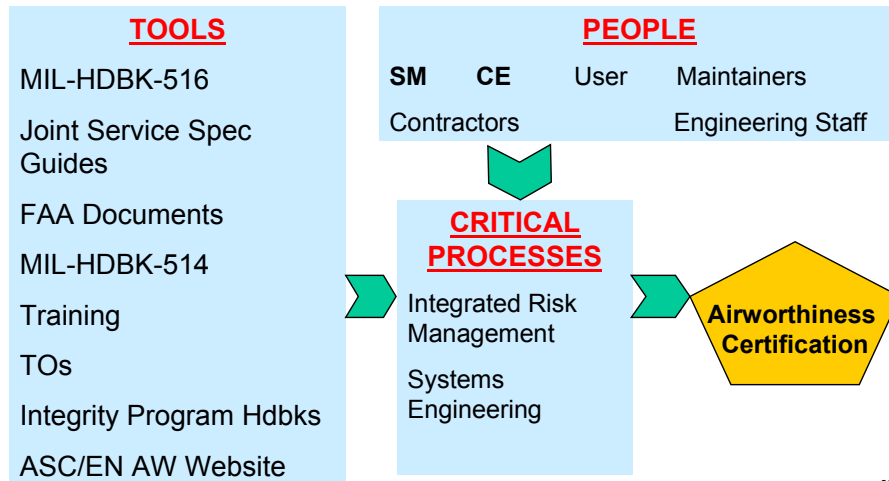 TOOLS
MIL-HDBK-516
Joint Service Spec
Guides
FAA Documents
MIL-HDBK-514
Training
TOs
Integrity Program Hdbks
ASC/EN AW Website
PEOPLE
SM CE User Maintainers
Contractors Engineering Staff
CRITICAL
PROCESSES
Integrated Risk
Management
Systems
Engineering
Airworthiness
Certification